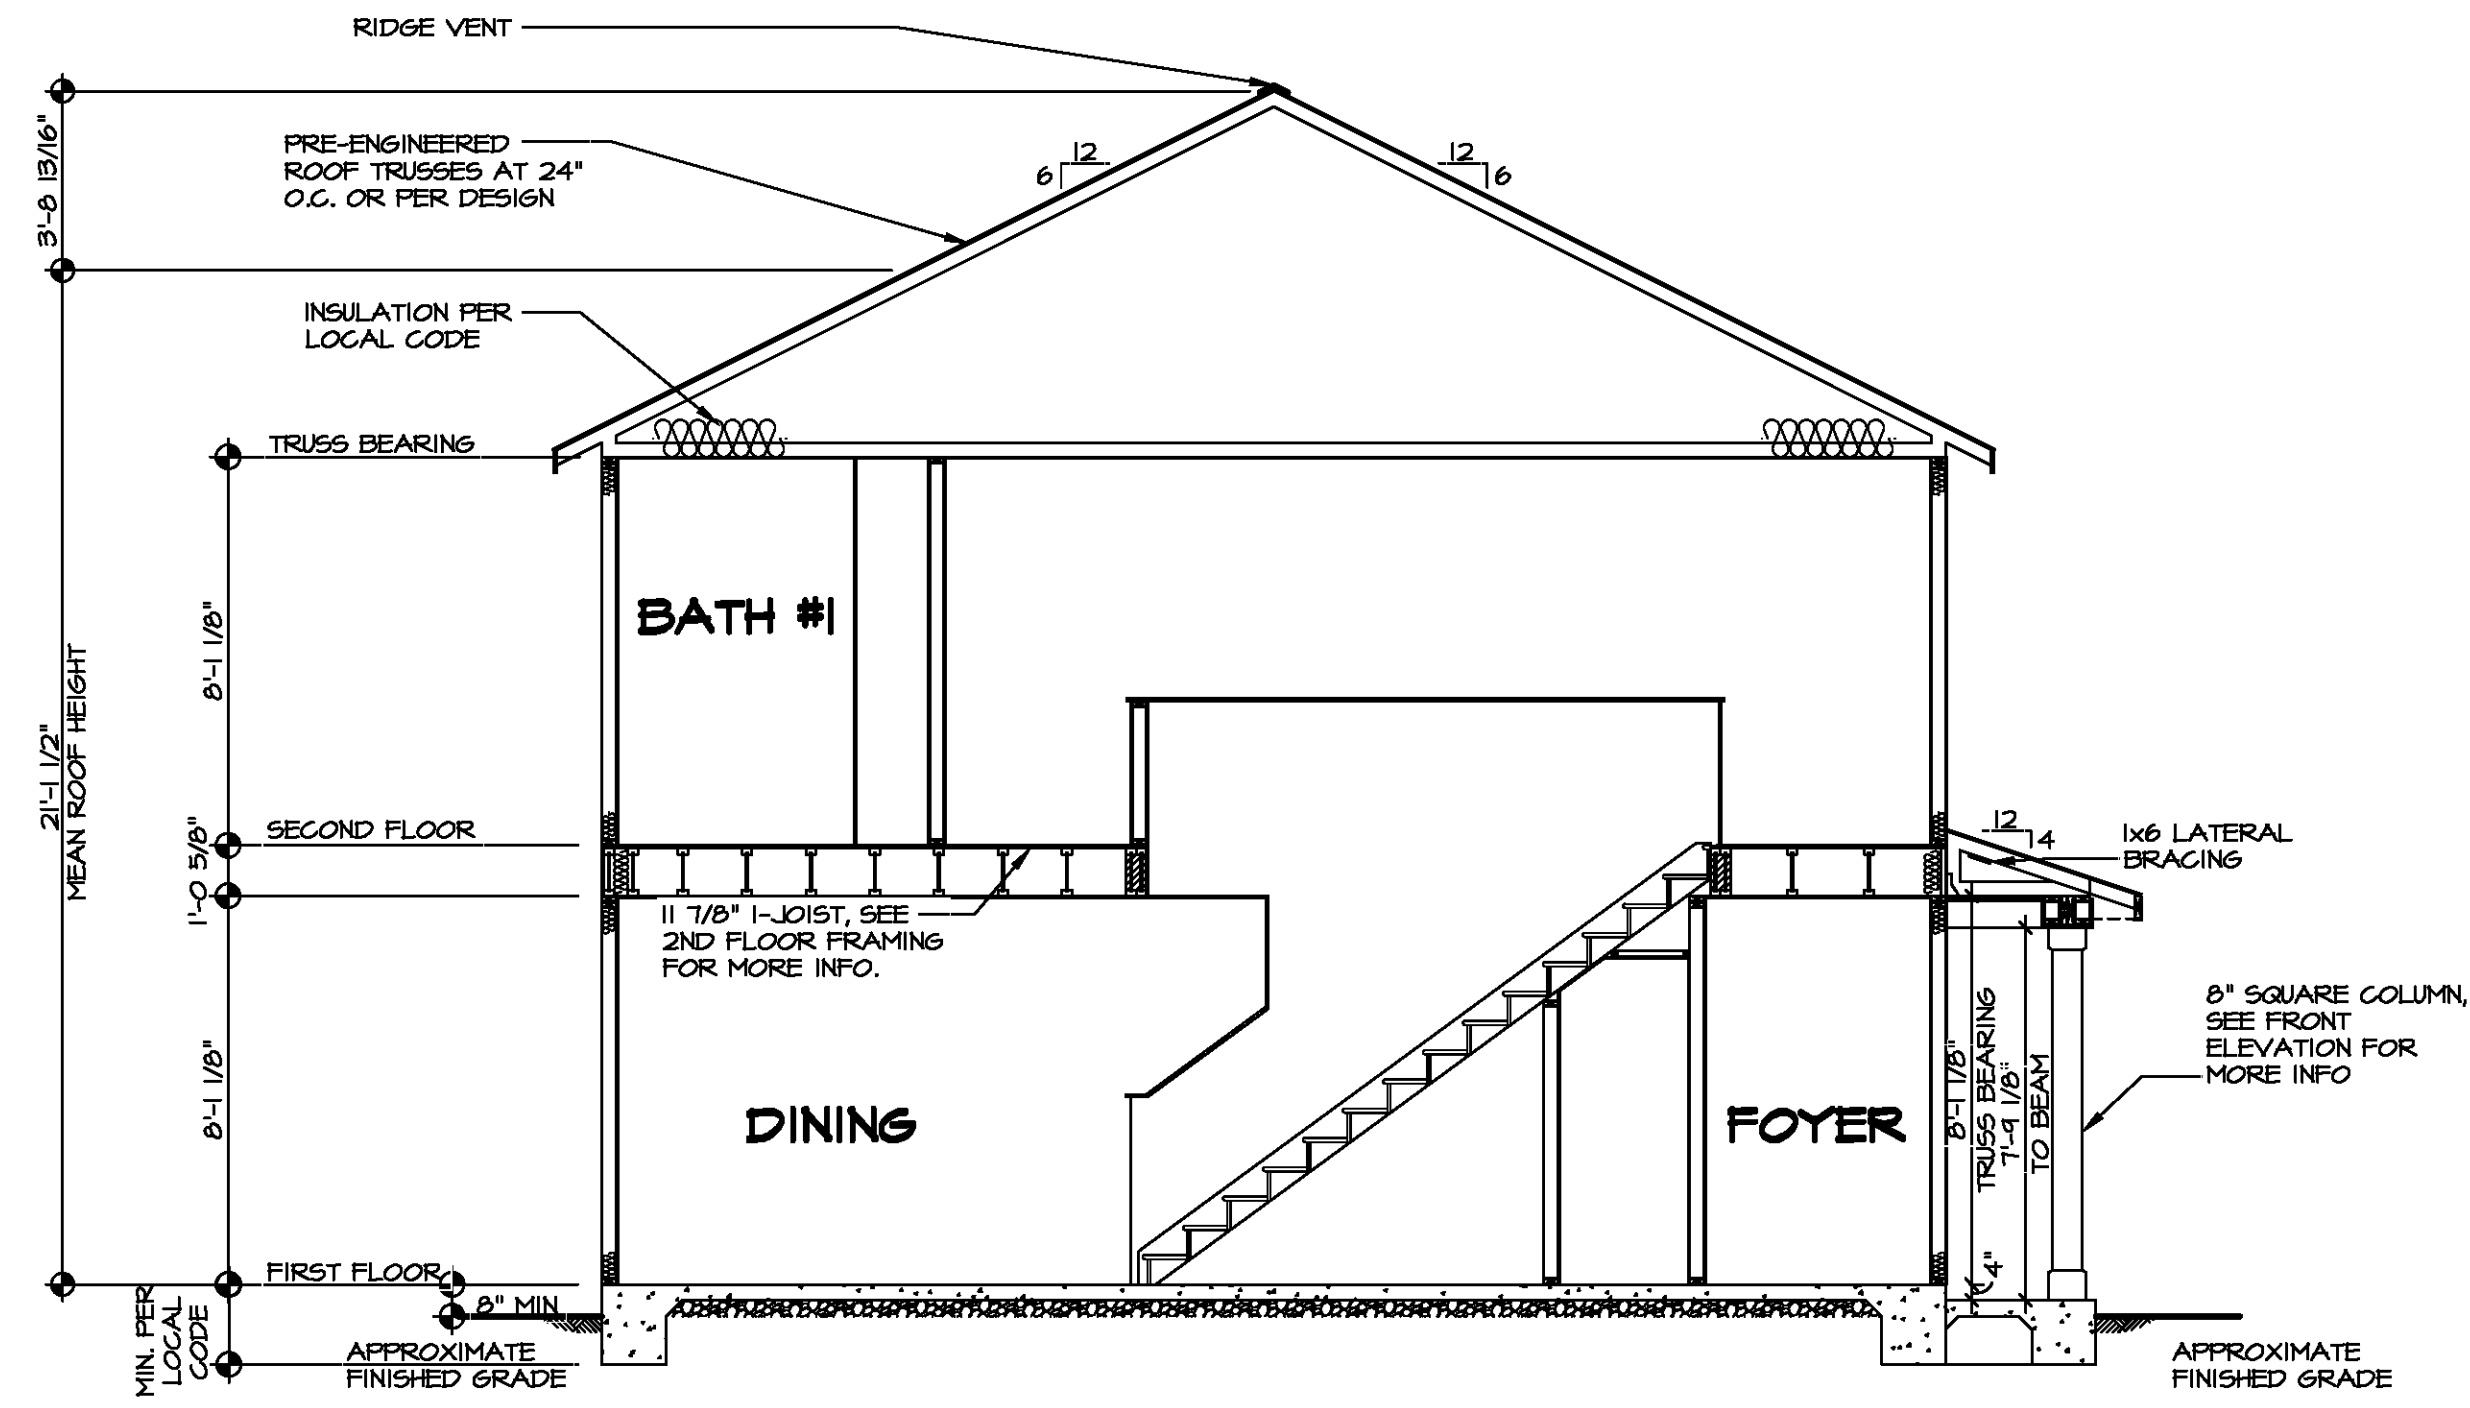 RIDGE VENT
3'-8 13/16"
PRE-ENGINEERED
ROOF TRUSSES AT 24"
O.C. OR PER DESIGN
12
6
12
6
INSULATION PER
LOCAL CODE
TRUSS BEARING
8'-1 1/8"
BATH #1
21'-1 1/2"
MEAN ROOF HEIGHT
SECOND FLOOR
1'-0 5/8"
12
4
1x6 LATERAL
BRACING
11 7/8" I-JOIST, SEE
2ND FLOOR FRAMING
FOR MORE INFO.
8'-1 1/8"
DINING
FOYER
8'-1 1/8"
TRUSS BEARING
7'-9 1/8"
TO BEAM
8" SQUARE COLUMN,
SEE FRONT
ELEVATION FOR
MORE INFO
4"
FIRST FLOOR
8" MIN
MIN. PER
LOCAL
CODE
APPROXIMATE
FINISHED GRADE
APPROXIMATE
FINISHED GRADE